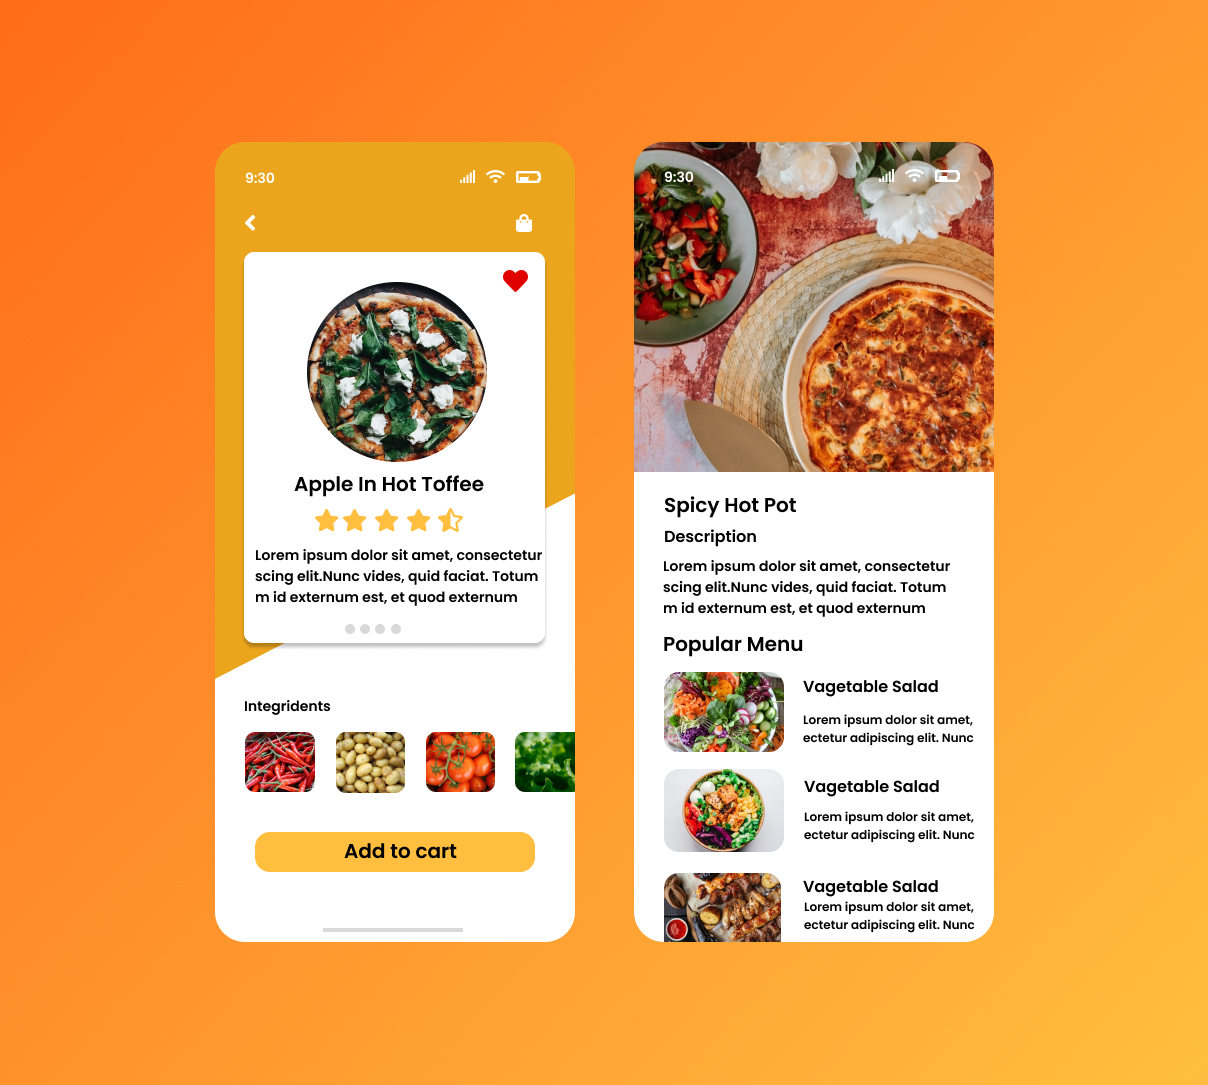 9:30
Apple In Hot Toffee
Lorem ipsum dolor sit amet, consectetur
scing elit.Nunc vides, quid faciat. Totum
m id externum est, et quod externum
Integridents
Add to cart
9:30
Spicy Hot Pot
Description
Lorem ipsum dolor sit amet, consectetur
scing elit.Nunc vides, quid faciat. Totum
m id externum est, et quod externum
Popular Menu
Vagetable Salad
Lorem ipsum dolor sit amet,
ectetur adipiscing elit. Nunc
Vagetable Salad
Lorem ipsum dolor sit amet,
ectetur adipiscing elit. Nunc
Vagetable Salad
Lorem ipsum dolor sit amet,
ectetur adipiscing elit. Nunc